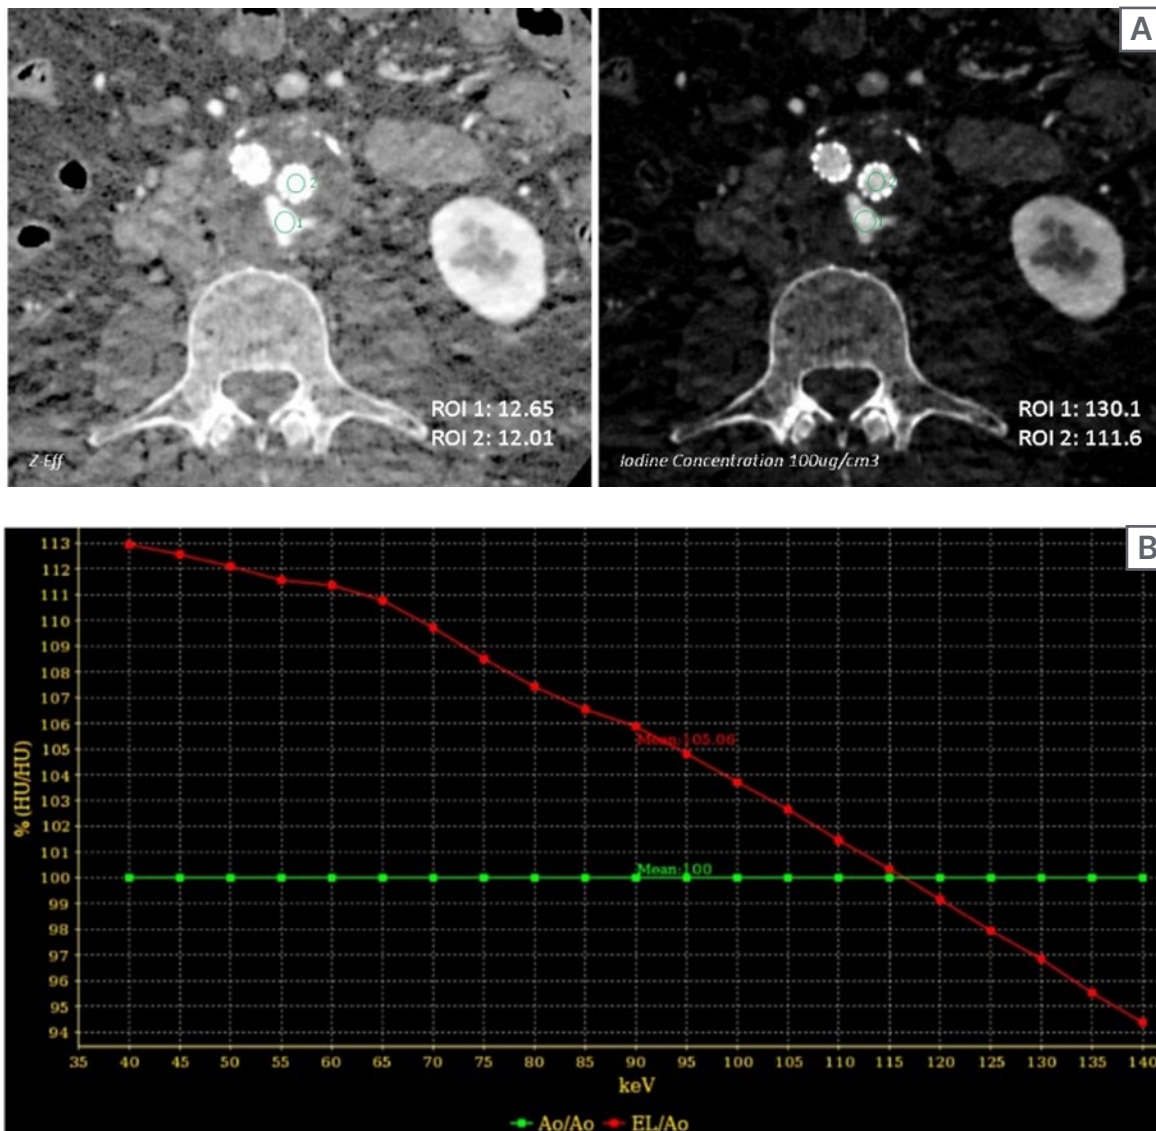 A
2
1
ROI 1: 12.65
ROI 2: 12.01
Z-Eff
ROI 1: 130.1
ROI 2: 111.6
Iodine Concentration 100ug/cm3
B
113
112
111
110
109
108
107
106
105
104
103
102
101
100
99
98
97
96
95
94
% (HU/HU)
Mean:105.06
Mean:100
35 40 45 50 55 60 65 70 75 80 85 90 95 100 105 110 115 120 125 130 135 140
keV
Ao/Ao EL/Ao